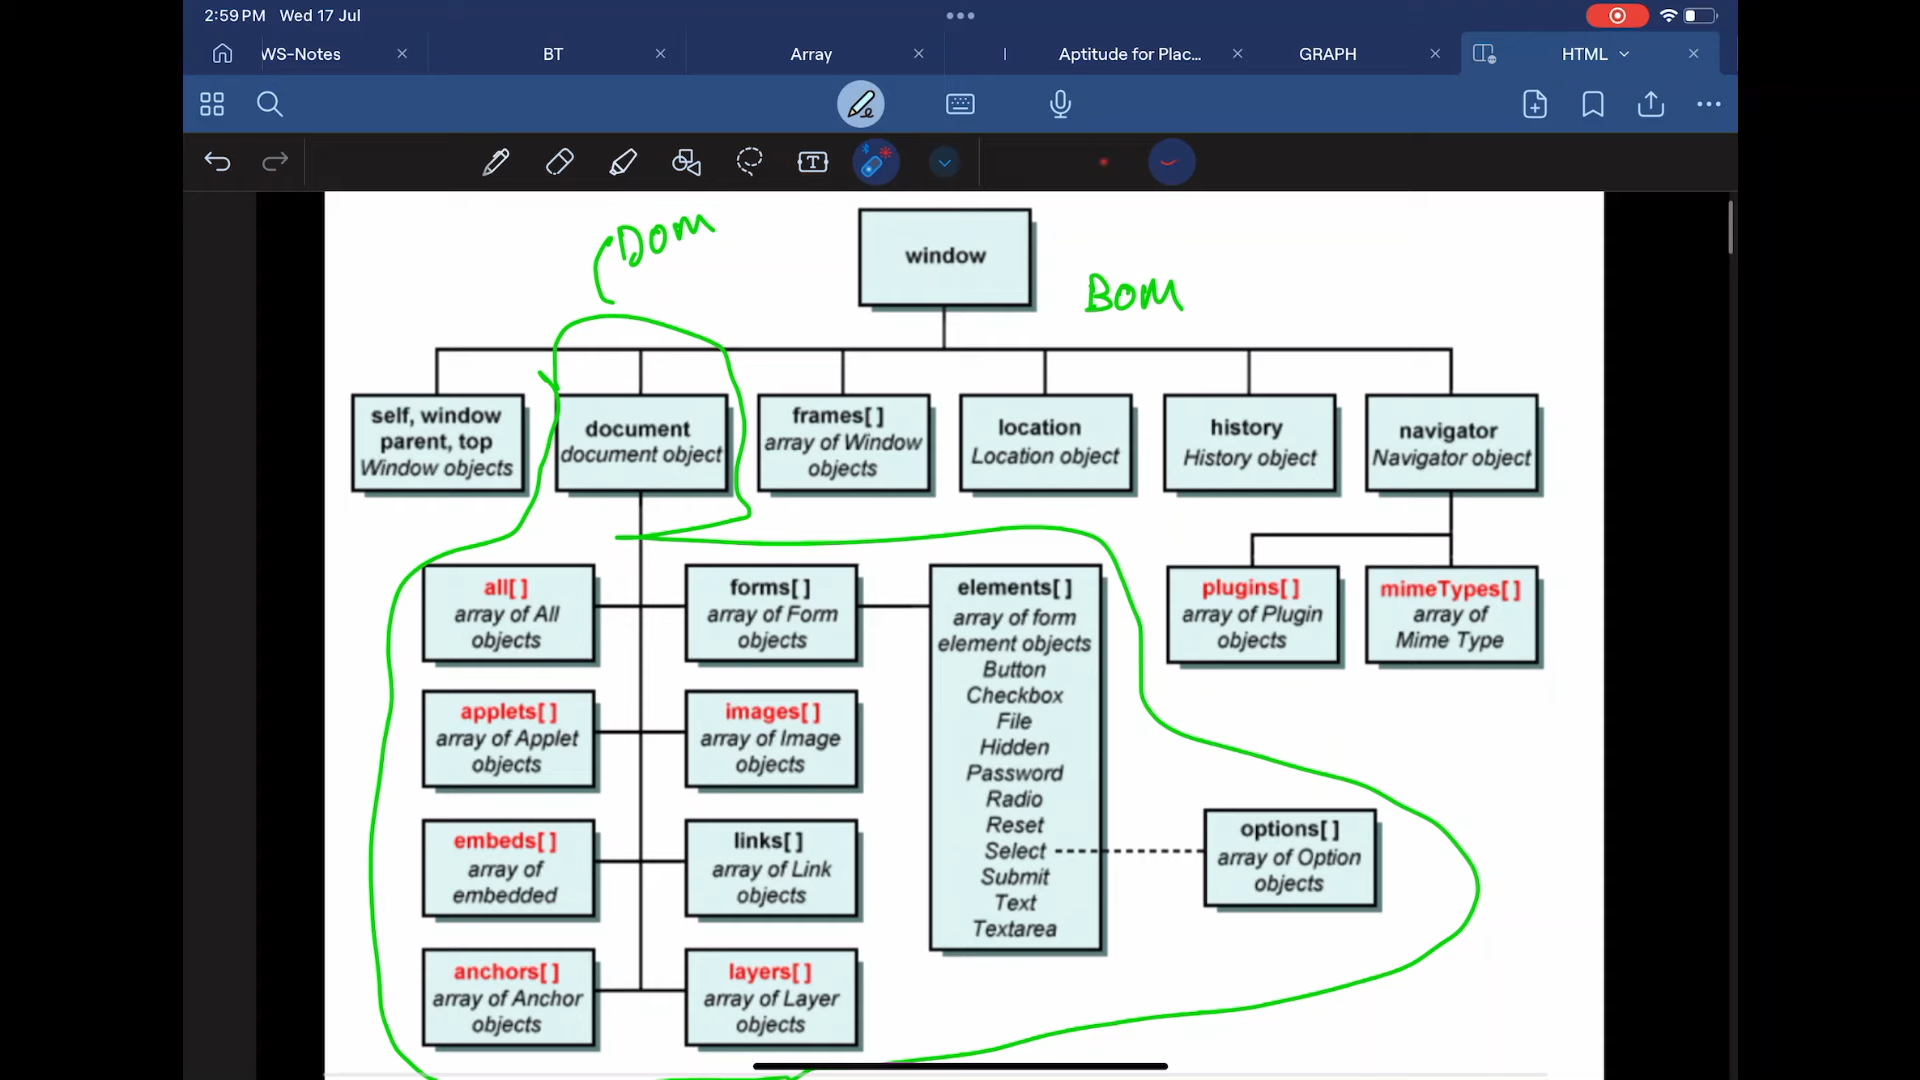 2:59 PM Wed 17 Jul
WS-Notes
BT
Array
Aptitude for Plac...
GRAPH
HTML
T
DOM
window
BOM
self, window
parent, top
Window objects
document
document object
frames[ ]
array of Window
objects
location
Location object
history
History object
navigator
Navigator object
all[ ]
array of All
objects
forms[ ]
array of Form
objects
elements[ ]
array of form
element objects
Button
Checkbox
File
Hidden
Password
Radio
Reset
Select
Submit
Text
Textarea
plugins[ ]
array of Plugin
objects
mimeTypes[ ]
array of
Mime Type
applets[ ]
array of Applet
objects
images[ ]
array of Image
objects
embeds[ ]
array of
embedded
links[ ]
array of Link
objects
options[ ]
array of Option
objects
anchors[ ]
array of Anchor
objects
layers[ ]
array of Layer
objects